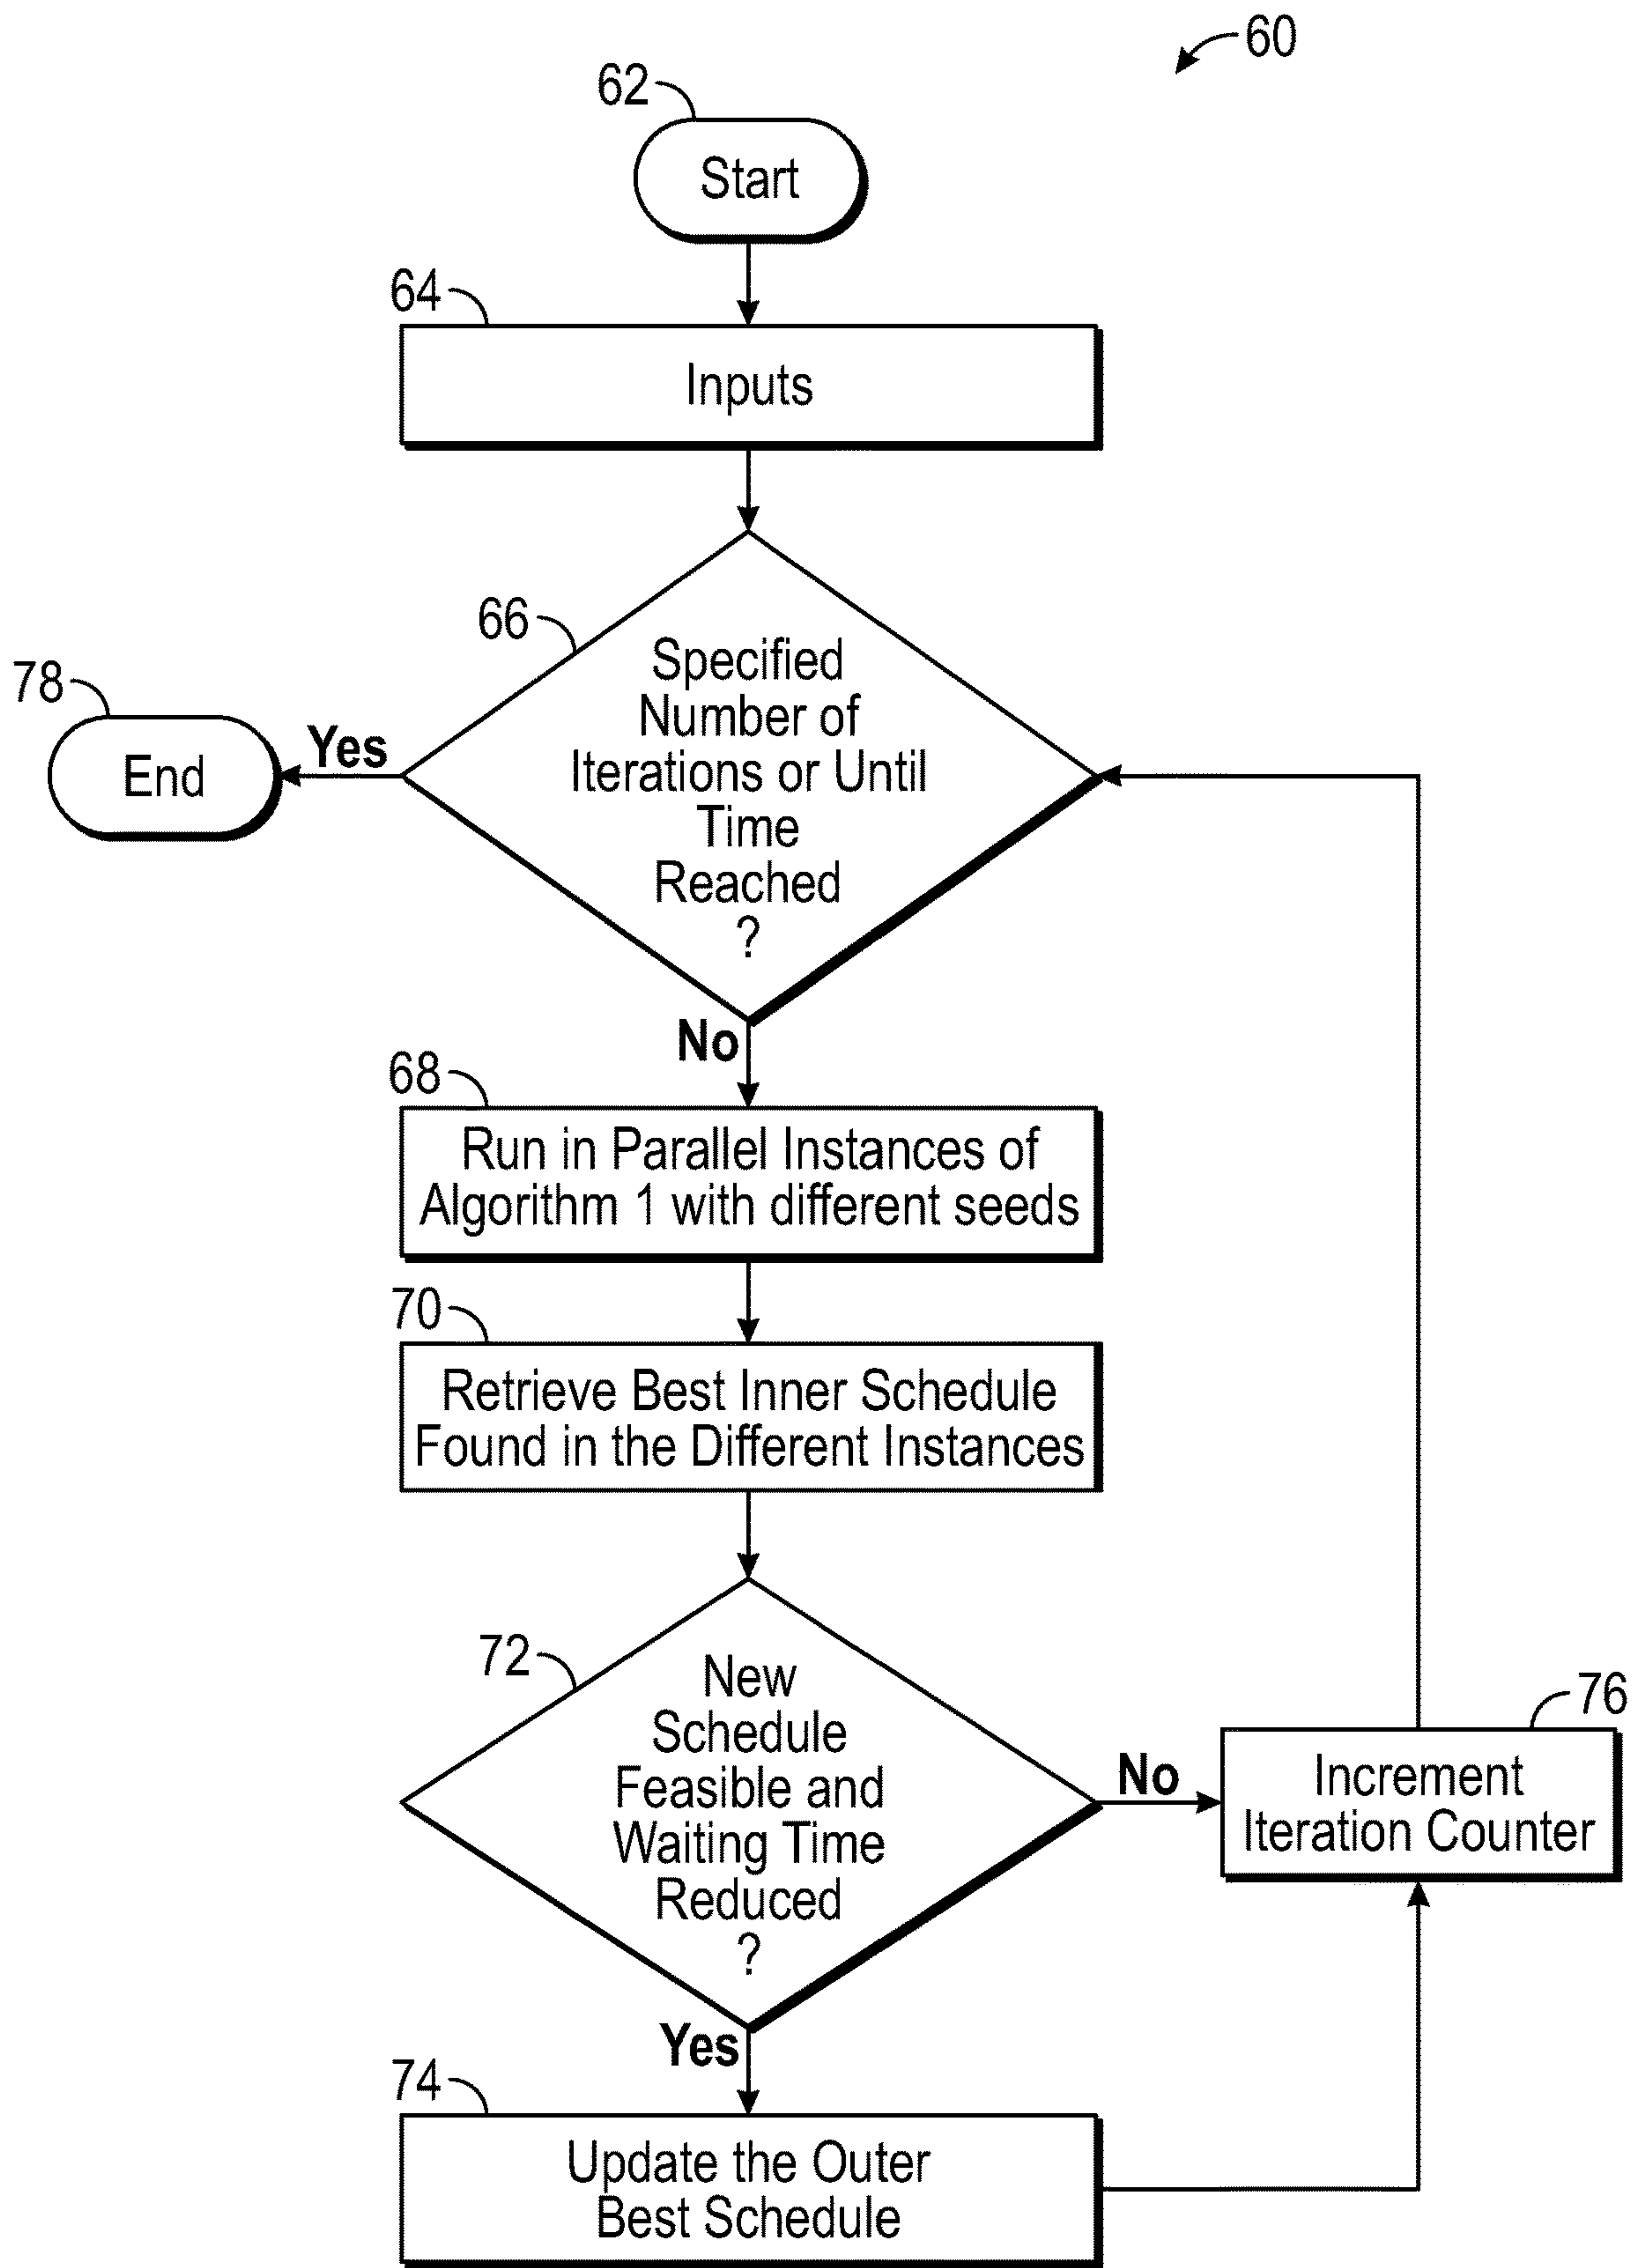 60
62
Start
64
Inputs
66
Specified
Number of
Iterations or Until
Time
Reached
?
78
End
Yes
No
68
Run in Parallel Instances of
Algorithm 1 with different seeds
70
Retrieve Best Inner Schedule
Found in the Different Instances
72
New
Schedule
Feasible and
Waiting Time
Reduced
?
No
76
Increment
Iteration Counter
Yes
74
Update the Outer
Best Schedule